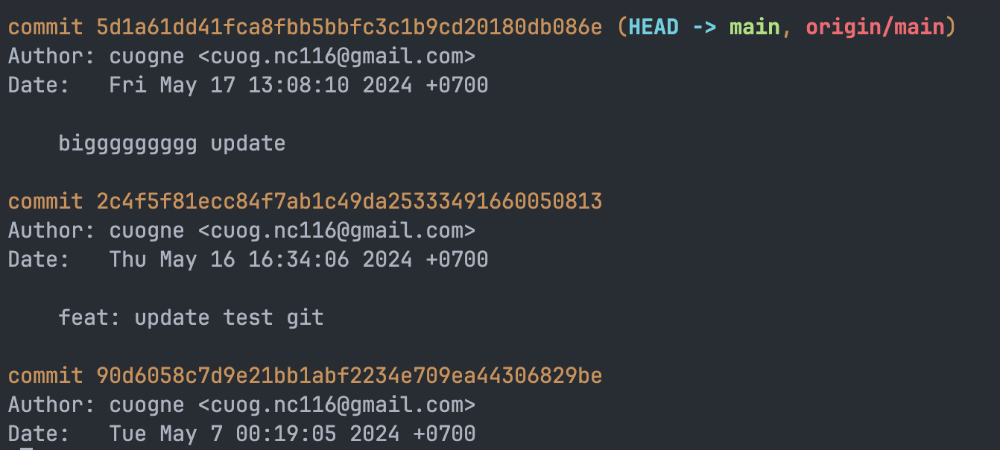 commit 5d1a61dd41fca8fbb5bbfc3c1b9cd20180db086e (HEAD -> main, origin/main)
Author: cuogne <cuog.nc116@gmail.com>
Date:   Fri May 17 13:08:10 2024 +0700
bigggggggggg update
commit 2c4f5f81ecc84f7ab1c49da25333491660050813
Author: cuogne <cuog.nc116@gmail.com>
Date:   Thu May 16 16:34:06 2024 +0700
feat: update test git
commit 90d6058c7d9e21bb1abf2234e709ea44306829be
Author: cuogne <cuog.nc116@gmail.com>
Date:   Tue May 7 00:19:05 2024 +0700